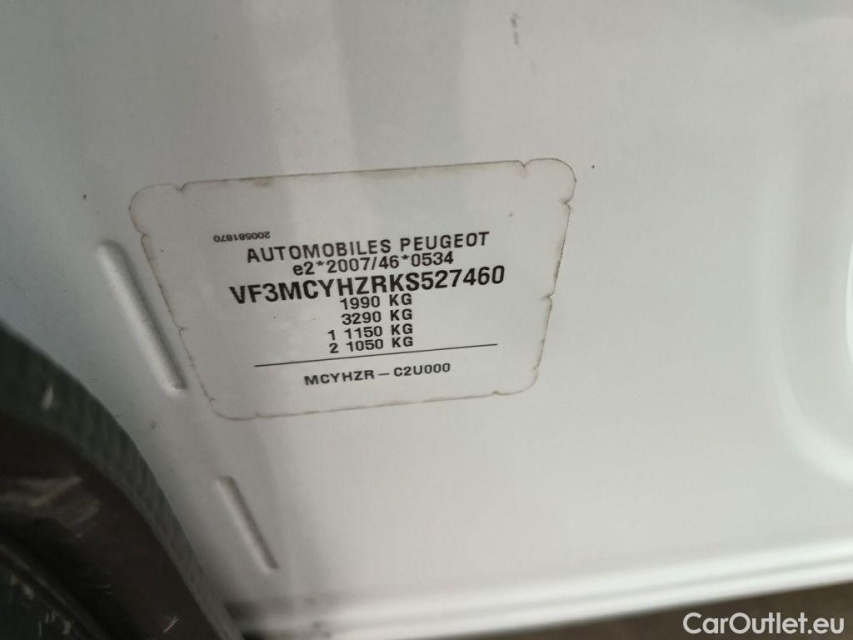 200581870
AUTOMOBILES PEUGEOT
e2*2007/46*0534
VF3MCYHZRKS527460
1990 KG
3290 KG
1 1150 KG
2 1050 KG
MCYHZR – C2U000
CarOutlet.eu